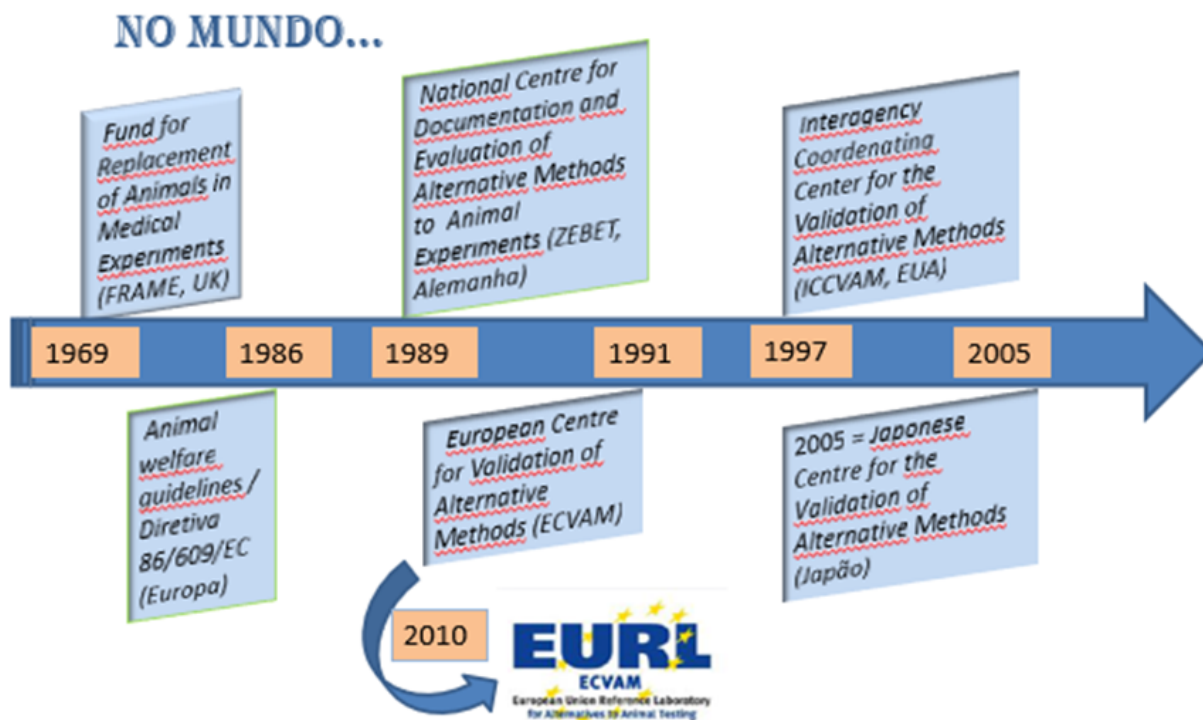 NO MUNDO...
Fund for
Replacement
of Animals in
Medical
Experiments
(FRAME, UK)
National Centre for
Documentation and
Evaluation of
Alternative Methods
to Animal
Experiments (ZEBET,
Alemanha)
Interagency
Coordenating
Center for the
Validation of
Alternative Methods
(ICCVAM, EUA)
1969
1986
1989
1991
1997
2005
Animal
welfare
guidelines /
Diretiva
86/609/EC
(Europa)
European Centre
for Validation of
Alternative
Methods (ECVAM)
2005 = Japonese
Centre for the
Validation of
Alternative Methods
(Japão)
2010
EURL
ECVAM
European Union Reference Laboratory
for Alternatives to Animal Testing